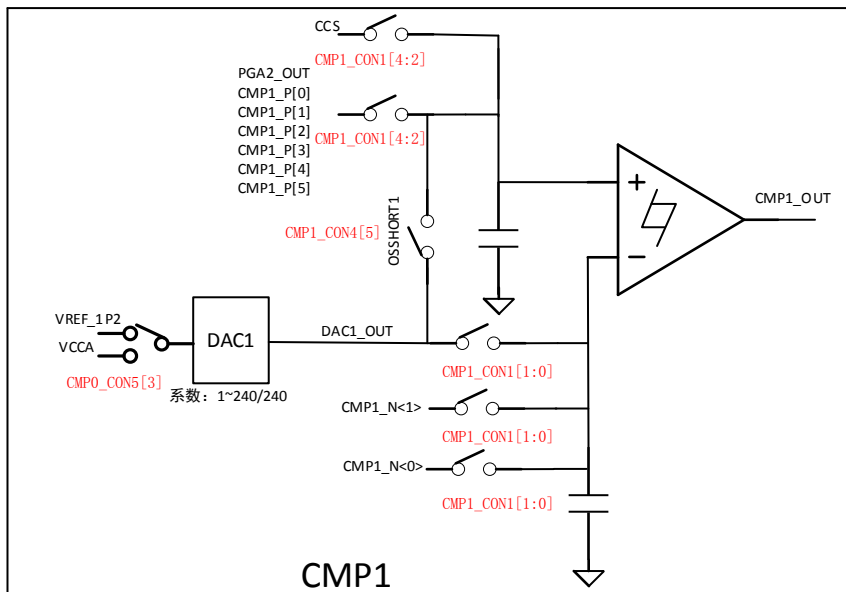 CCS
CMP1_CON1[4:2]
PGA2_OUT
CMP1_P[0]
CMP1_P[1]
CMP1_P[2]
CMP1_P[3]
CMP1_P[4]
CMP1_P[5]
CMP1_CON1[4:2]
+
CMP1_OUT
CMP1_CON4[5]
OSSHORT1
−
VREF_1P2
VCCA
CMP0_CON5[3]
DAC1
系数：1~240/240
DAC1_OUT
CMP1_CON1[1:0]
CMP1_N<1>
CMP1_CON1[1:0]
CMP1_N<0>
CMP1_CON1[1:0]
CMP1